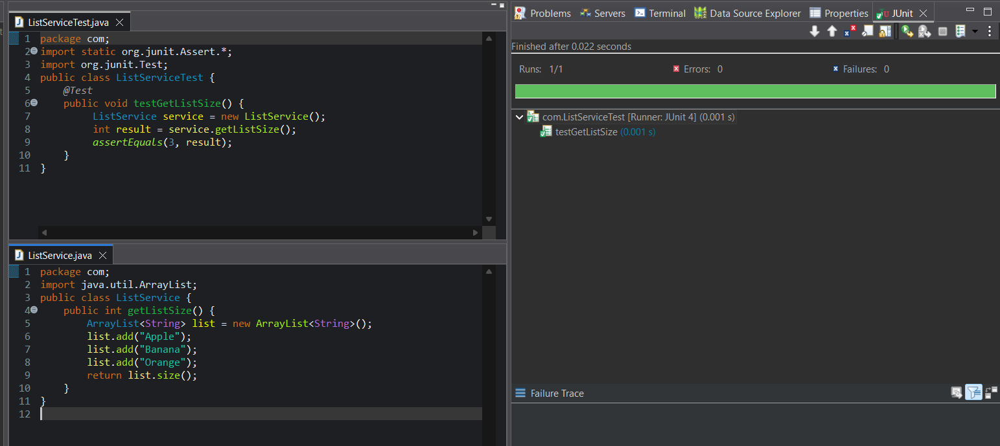 ListServiceTest.java
1 package com;
2 import static org.junit.Assert.*;
3 import org.junit.Test;
4 public class ListServiceTest {
5 @Test
6 public void testGetListSize() {
7 ListService service = new ListService();
8 int result = service.getListSize();
9 assertEquals(3, result);
10 }
11 }
ListService.java
1 package com;
2 import java.util.ArrayList;
3 public class ListService {
4 public int getListSize() {
5 ArrayList<String> list = new ArrayList<String>();
6 list.add("Apple");
7 list.add("Banana");
8 list.add("Orange");
9 return list.size();
10 }
11 }
12
Problems Servers Terminal Data Source Explorer Properties JUnit
Finished after 0.022 seconds
Runs: 1/1 Errors: 0 Failures: 0
com.ListServiceTest [Runner: JUnit 4] (0.001 s)
testGetListSize (0.001 s)
Failure Trace